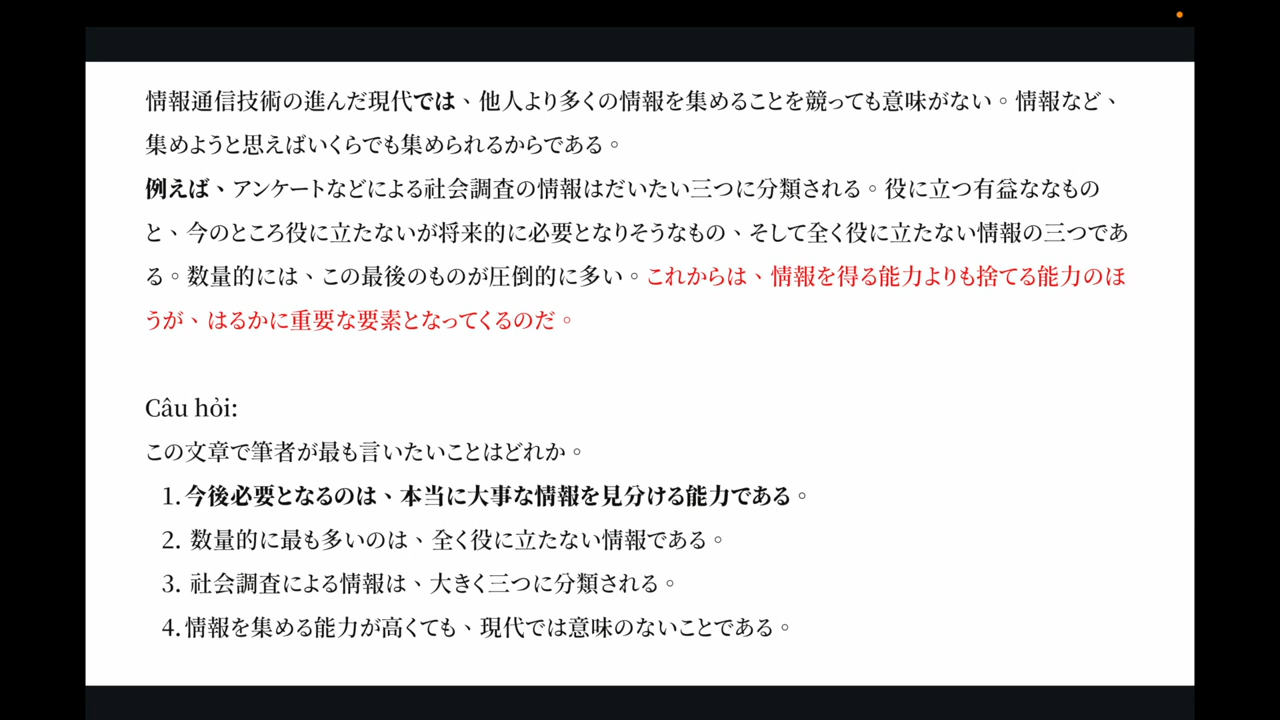 情報通信技術の進んだ現代では、他人より多くの情報を集めることを競っても意味がない。情報など、
集めようと思えばいくらでも集められるからである。
例えば、アンケートなどによる社会調査の情報はだいたい三つに分類される。役に立つ有益ななもの
と、今のところ役に立たないが将来的に必要となりそうなもの、そして全く役に立たない情報の三つであ
る。数量的には、この最後のものが圧倒的に多い。これからは、情報を得る能力よりも捨てる能力のほ
うが、はるかに重要な要素となってくるのだ。
Câu hỏi:
この文章で筆者が最も言いたいことはどれか。
1. 今後必要となるのは、本当に大事な情報を見分ける能力である。
2. 数量的に最も多いのは、全く役に立たない情報である。
3. 社会調査による情報は、大きく三つに分類される。
4. 情報を集める能力が高くても、現代では意味のないことである。